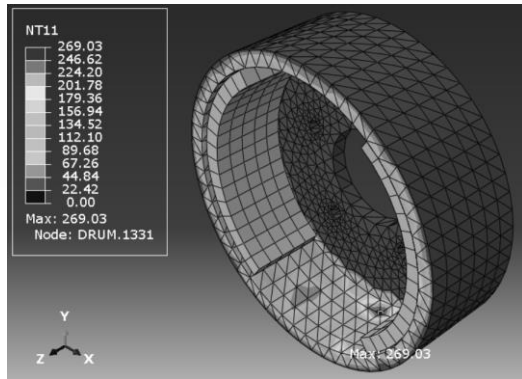 NT11
269.03
246.62
224.20
201.78
179.36
156.94
134.52
112.10
89.68
67.26
44.84
22.42
0.00
Max: 269.03
Node: DRUM.1331
Y
Z X
Max: 269.03